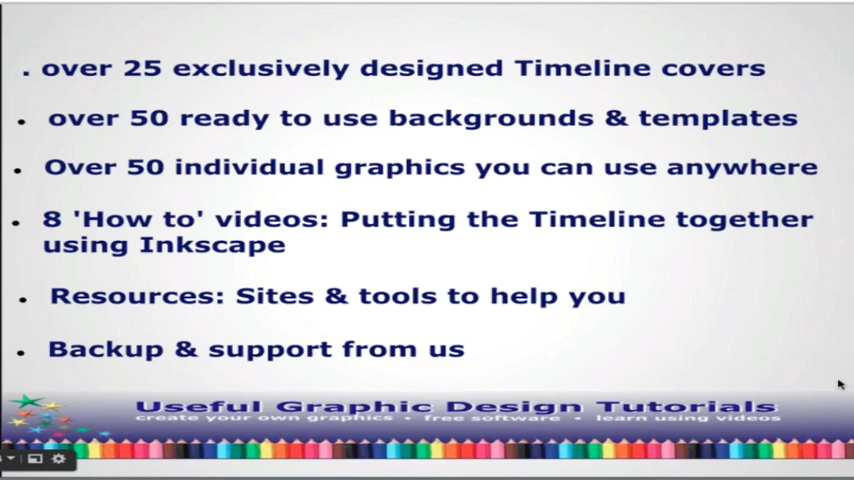 . over 25 exclusively designed Timeline covers
• over 50 ready to use backgrounds & templates
• Over 50 individual graphics you can use anywhere
• 8 'How to' videos: Putting the Timeline together
using Inkscape
• Resources: Sites & tools to help you
• Backup & support from us
Useful Graphic Design Tutorials
create your own graphics • free software • learn using videos